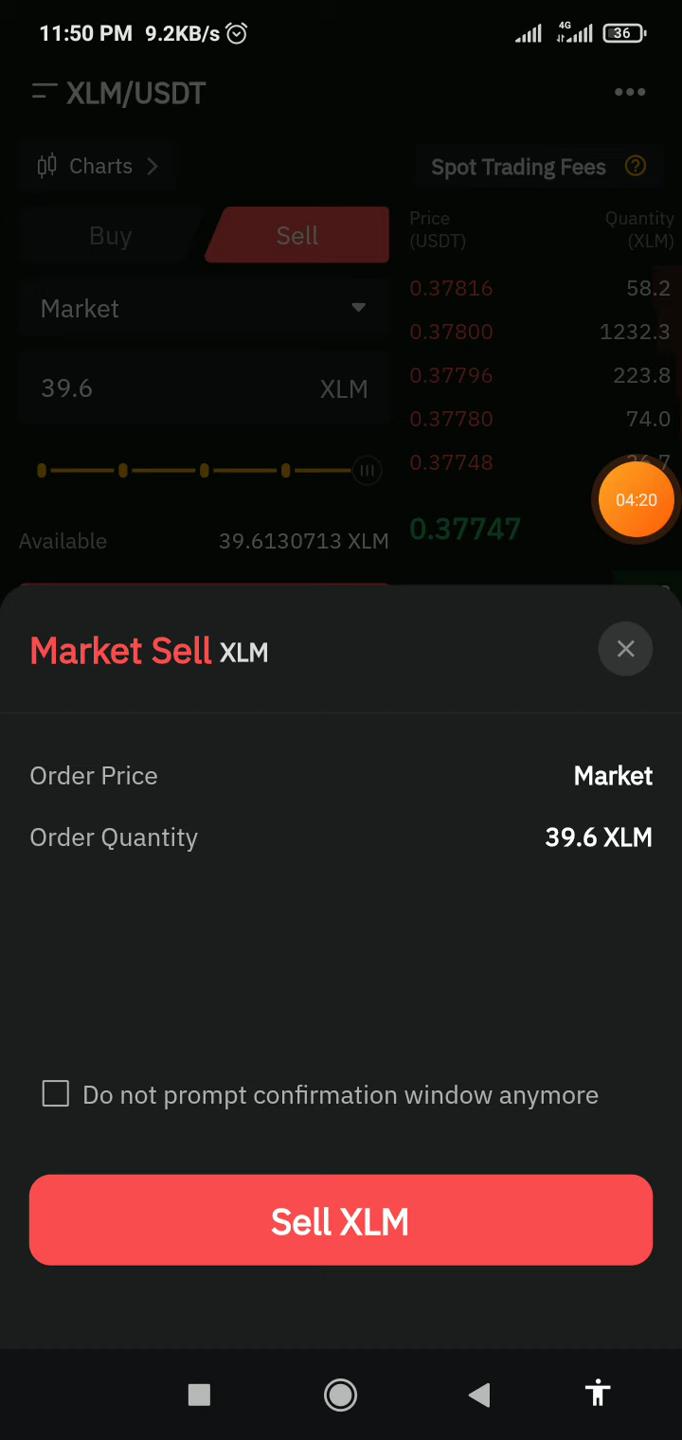 11:50 PM 9.2KB/s 4G 36
XLM/USDT
Charts Spot Trading Fees
Buy Sell
Price (USDT) Quantity (XLM)
Market
39.6 XLM
0.37816 58.2
0.37800 1232.3
0.37796 223.8
0.37780 74.0
0.37748
04:20
0.37747
Available 39.6130713 XLM
Market Sell XLM
Order Price Market
Order Quantity 39.6 XLM
Do not prompt confirmation window anymore
Sell XLM